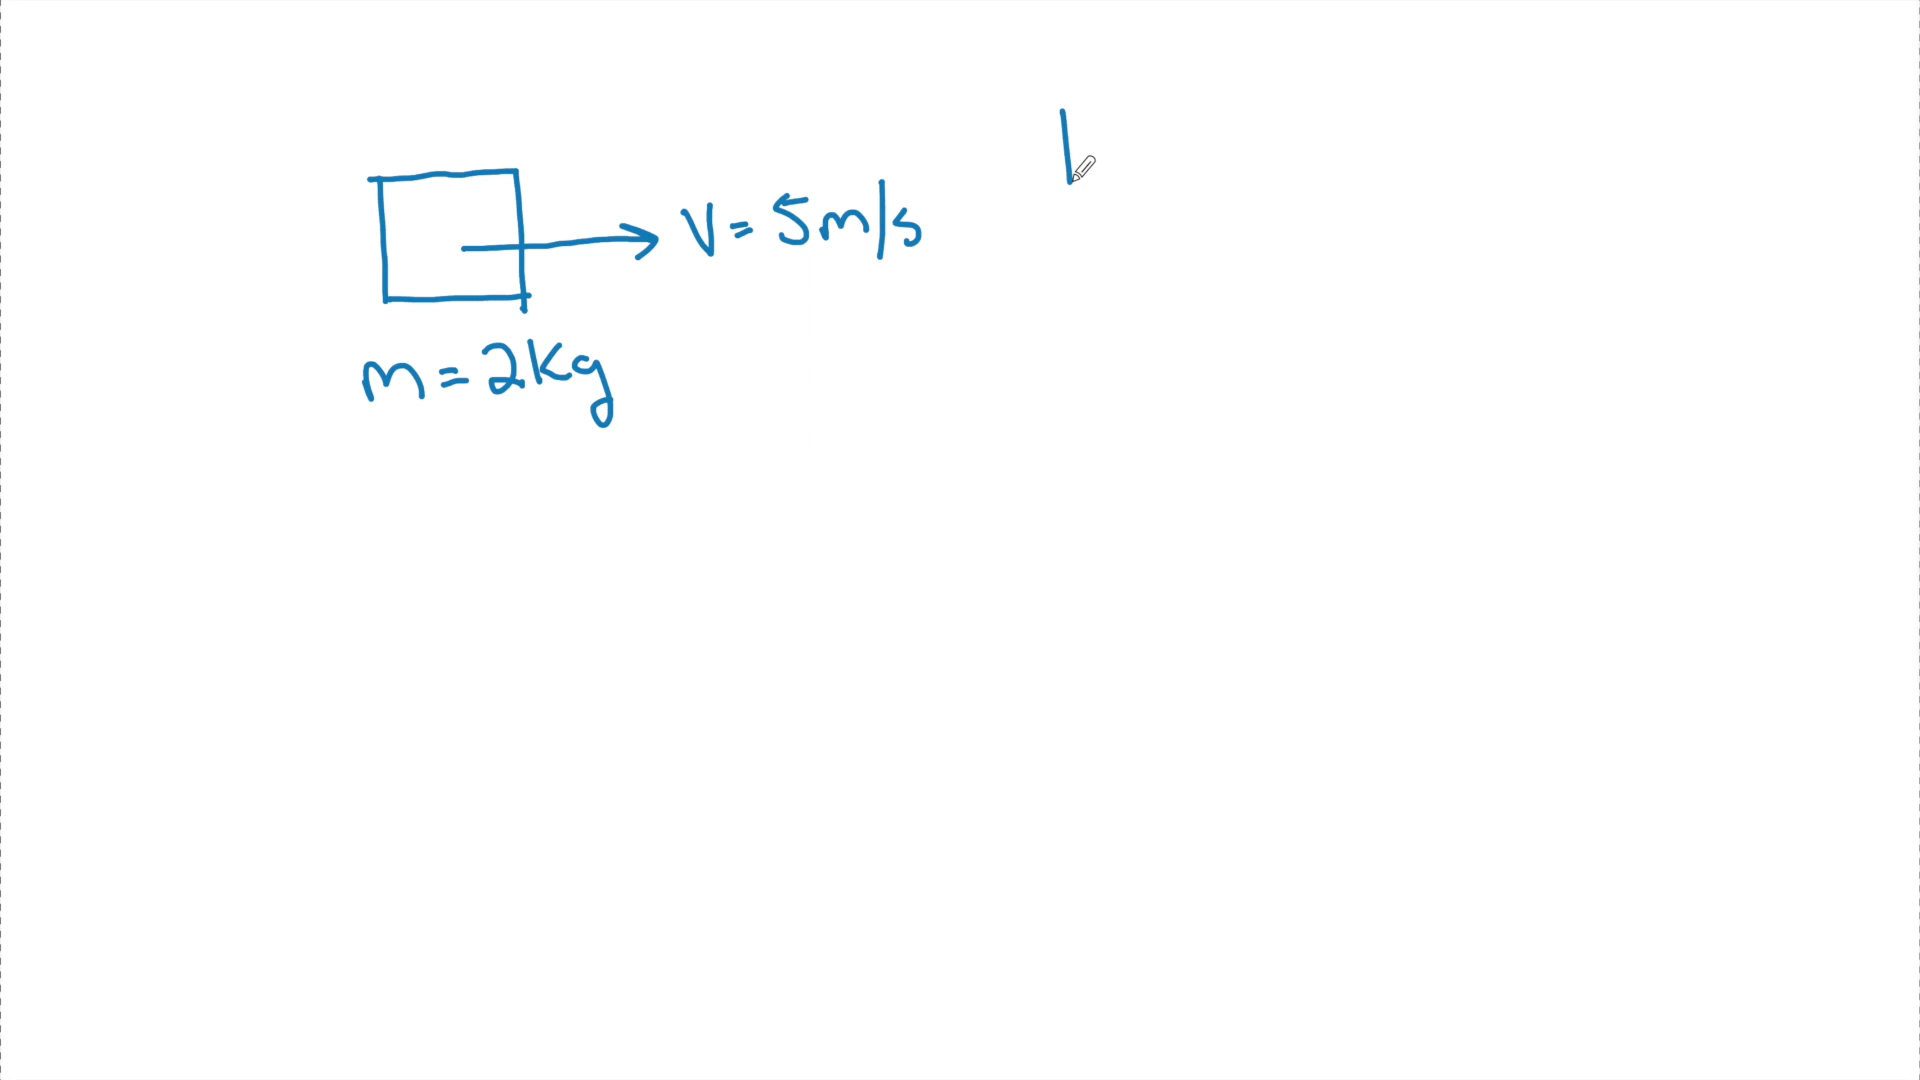 V = 5m/s
m = 2kg